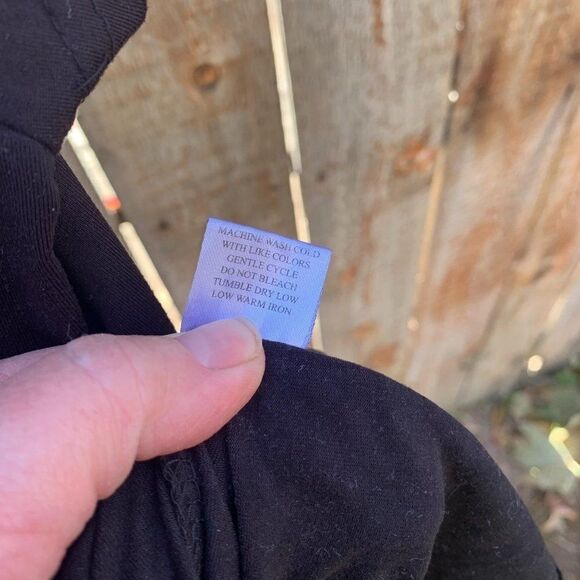 MACHINE WASH COLD
WITH LIKE COLORS
GENTLE CYCLE
DO NOT BLEACH
TUMBLE DRY LOW
LOW WARM IRON